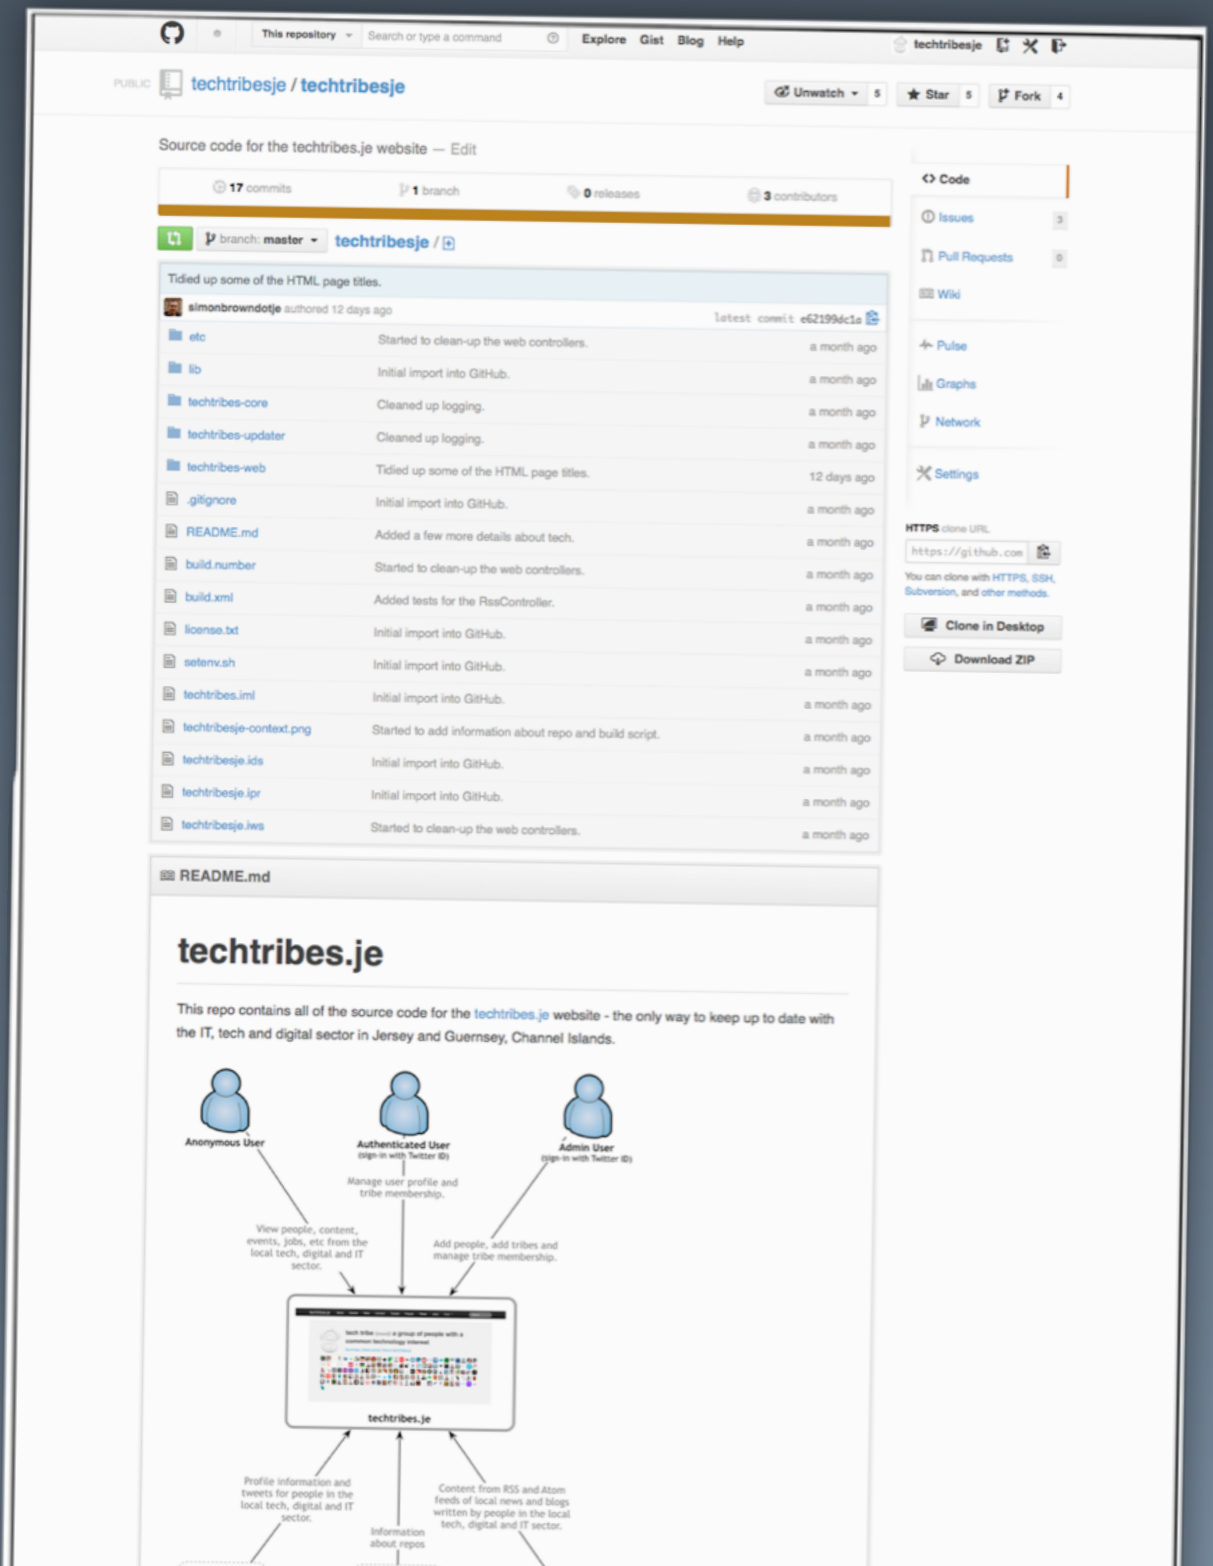 This repository Search or type a command Explore Gist Blog Help techtribesje
PUBLIC techtribesje / techtribesje Unwatch 5 Star 5 Fork 4
Source code for the techtribes.je website — Edit
17 commits 1 branch 0 releases 3 contributors
branch: master techtribesje /
Tidied up some of the HTML page titles.
simonbrowndotje authored 12 days ago latest commit e62199dc1a
etc Started to clean-up the web controllers. a month ago
lib Initial import into GitHub. a month ago
techtribes-core Cleaned up logging. a month ago
techtribes-updater Cleaned up logging. a month ago
techtribes-web Tidied up some of the HTML page titles. 12 days ago
.gitignore Initial import into GitHub. a month ago
README.md Added a few more details about tech. a month ago
build.number Started to clean-up the web controllers. a month ago
build.xml Added tests for the RssController. a month ago
license.txt Initial import into GitHub. a month ago
setenv.sh Initial import into GitHub. a month ago
techtribes.iml Initial import into GitHub. a month ago
techtribesje-context.png Started to add information about repo and build script. a month ago
techtribesje.ids Initial import into GitHub. a month ago
techtribesje.ipr Initial import into GitHub. a month ago
techtribesje.iws Started to clean-up the web controllers. a month ago
Code
Issues 3
Pull Requests 0
Wiki
Pulse
Graphs
Network
Settings
HTTPS clone URL
https://github.com
You can clone with HTTPS, SSH,
Subversion, and other methods.
Clone in Desktop
Download ZIP
README.md
techtribes.je
This repo contains all of the source code for the techtribes.je website - the only way to keep up to date with
the IT, tech and digital sector in Jersey and Guernsey, Channel Islands.
Anonymous User
Authenticated User
(sign-in with Twitter ID)
Admin User
(sign-in with Twitter ID)
Manage user profile and
tribe membership.
View people, content,
events, jobs, etc from the
local tech, digital and IT
sector.
Add people, add tribes and
manage tribe membership.
tech tribe a group of people with a
common technology interest
techtribes.je
Profile information and
tweets for people in the
local tech, digital and IT
sector.
Information
about repos
Content from RSS and Atom
feeds of local news and blogs
written by people in the local
tech, digital and IT sector.